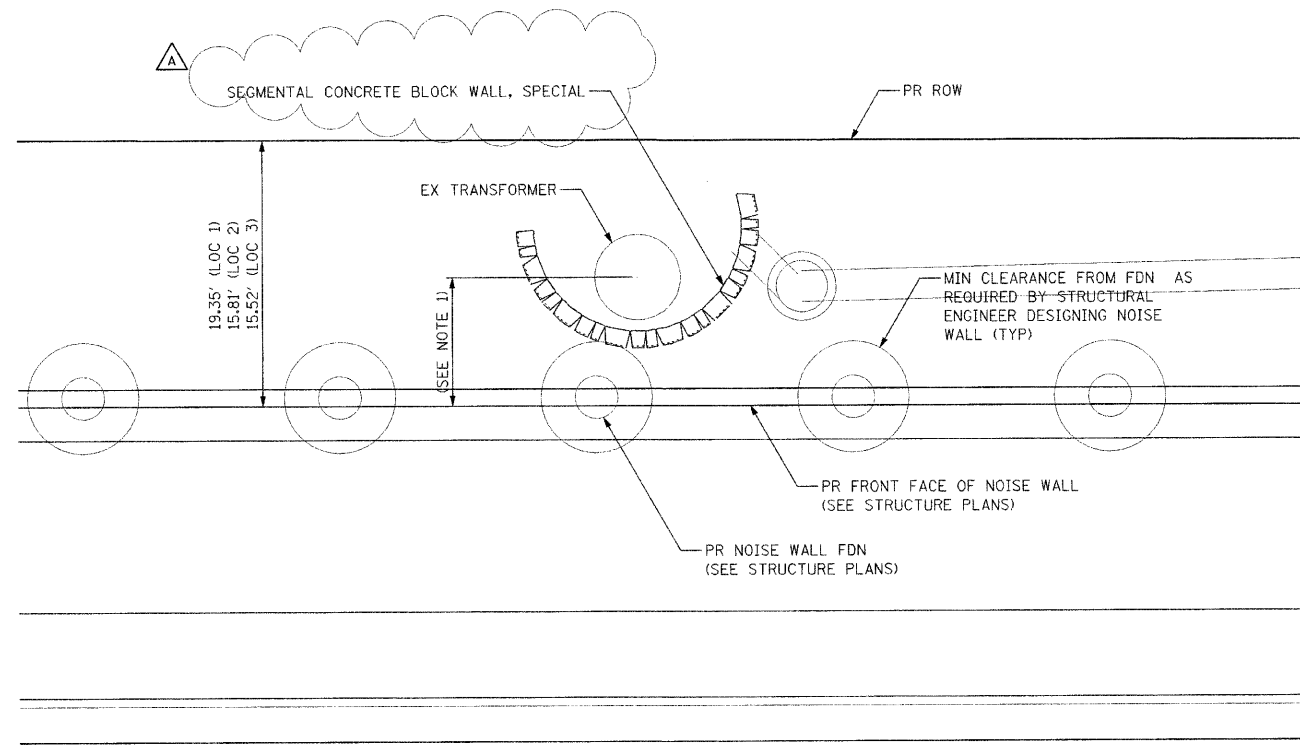 A
SEGMENTAL CONCRETE BLOCK WALL, SPECIAL
PR ROW
EX TRANSFORMER
19.35' (LOC 1)
15.81' (LOC 2)
15.52' (LOC 3)
(SEE NOTE 1)
MIN CLEARANCE FROM FDN AS
REQUIRED BY STRUCTURAL
ENGINEER DESIGNING NOISE
WALL (TYP)
PR FRONT FACE OF NOISE WALL
(SEE STRUCTURE PLANS)
PR NOISE WALL FDN
(SEE STRUCTURE PLANS)